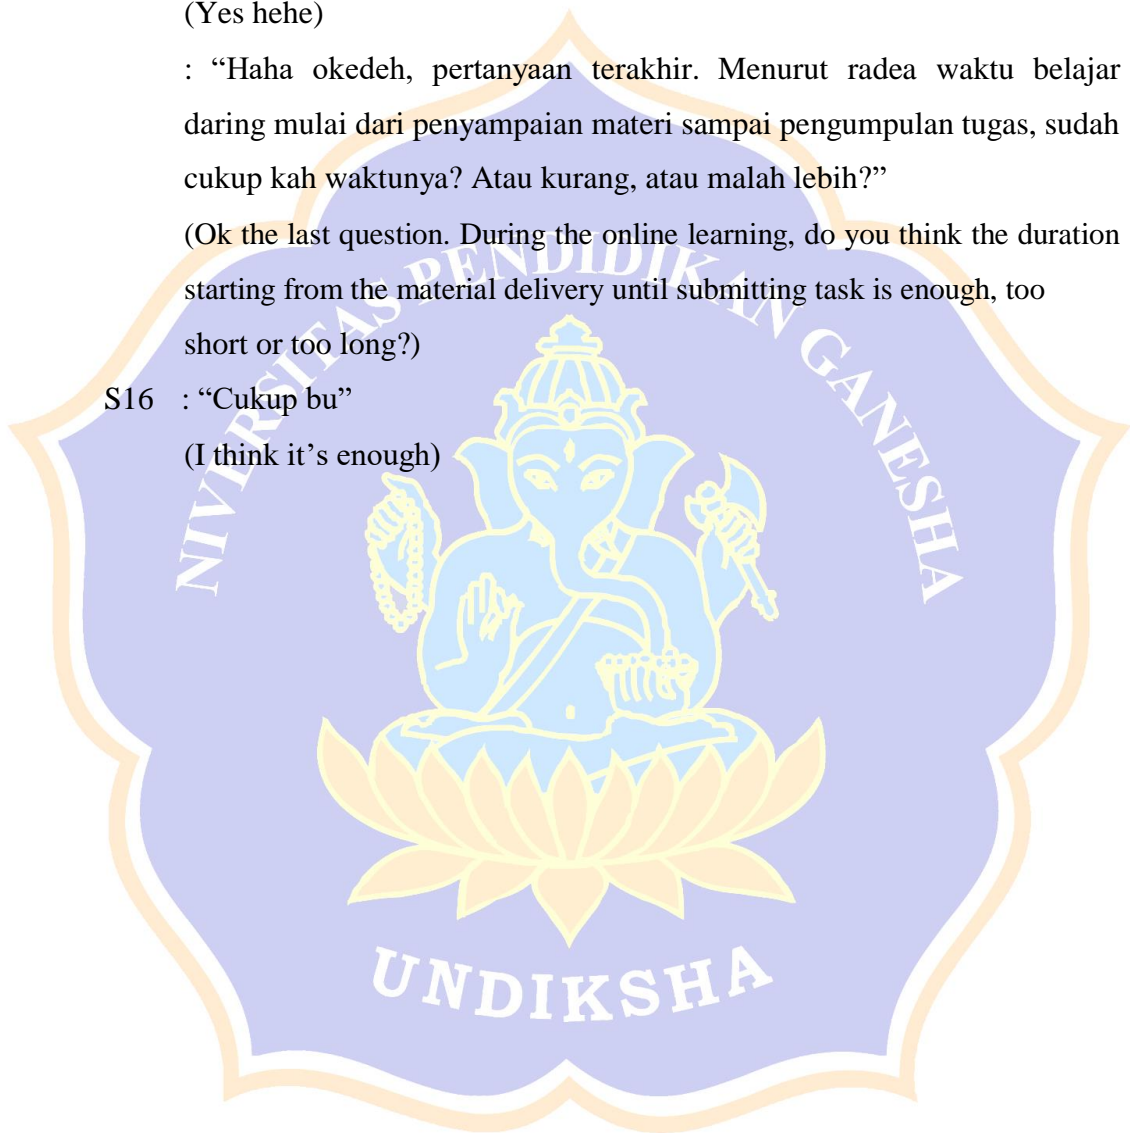 (Yes hehe)
: “Haha okedeh, pertanyaan terakhir. Menurut radea waktu belajar
daring mulai dari penyampaian materi sampai pengumpulan tugas, sudah
cukup kah waktunya? Atau kurang, atau malah lebih?”
(Ok the last question. During the online learning, do you think the duration
starting from the material delivery until submitting task is enough, too
short or too long?)
S16 : “Cukup bu”
(I think it’s enough)
NIVERSITAS PENDIDIKAN GANESHA
UNDIKSHA